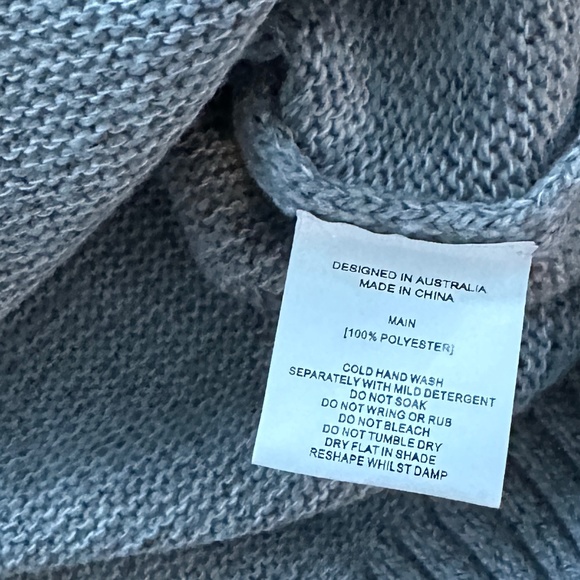 DESIGNED IN AUSTRALIA
MADE IN CHINA
MAIN
[100% POLYESTER]
COLD HAND WASH
SEPARATELY WITH MILD DETERGENT
DO NOT SOAK
DO NOT WRING OR RUB
DO NOT BLEACH
DO NOT TUMBLE DRY
DRY FLAT IN SHADE
RESHAPE WHILST DAMP